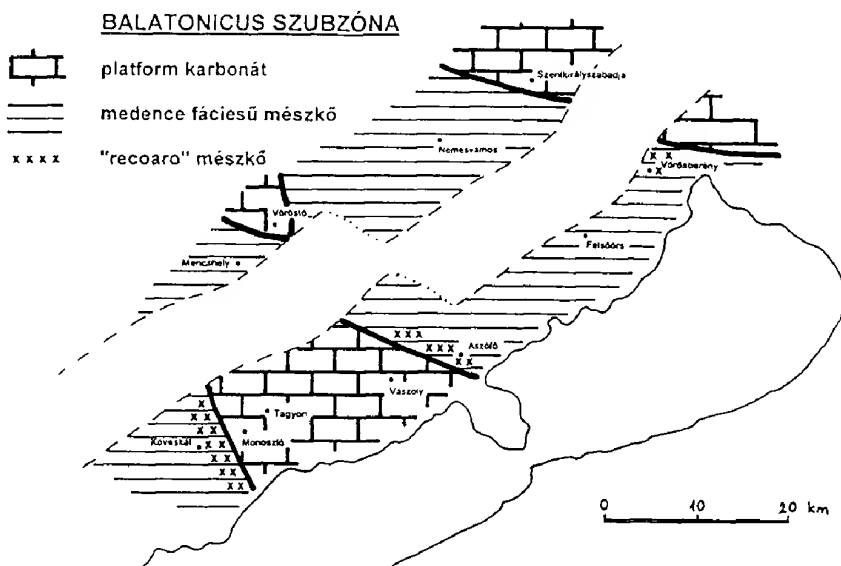 BALATONICUS SZUBZÓNA
platform karbonát
medence fáciesű mészkő
"recoaro" mészkő
Szentkirályszabadja
Nemesvámos
Vörösberény
Vöröstó
Felsőörs
Mencshely
Aszófő
Vászoly
Tagyon
Monoszló
Köveskál
0 10 20 km